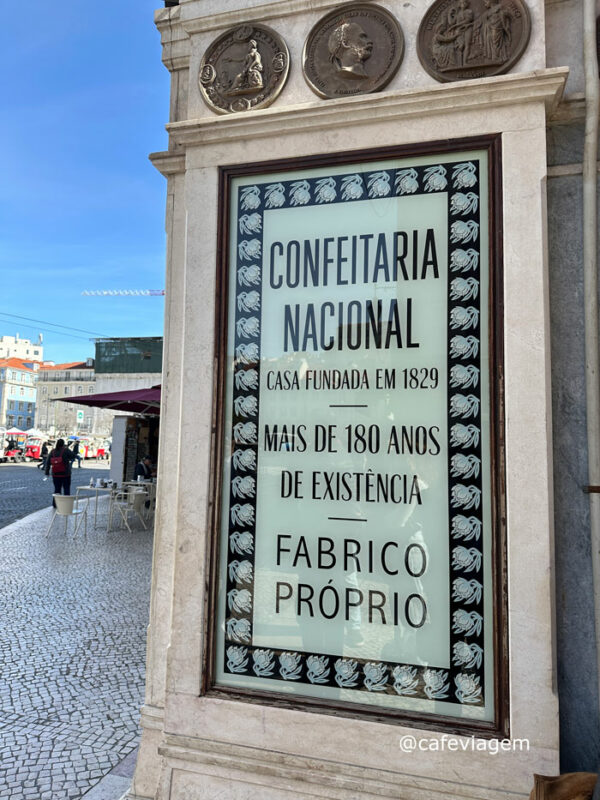 CONFEITARIA
NACIONAL
CASA FUNDADA EM 1829
MAIS DE 180 ANOS
DE EXISTÊNCIA
FABRICO
PRÓPRIO
@cafeviagem